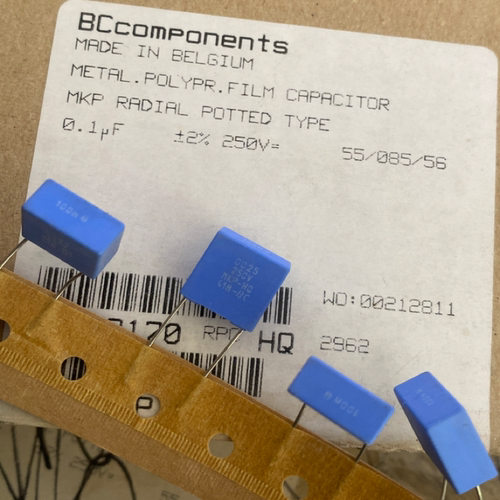 BCcomponents
MADE IN BELGIUM
METAL.POLYPR.FILM CAPACITOR
MKP RADIAL POTTED TYPE
0.1µF ±2% 250V= 55/085/56
WO:00212811
HQ 2962